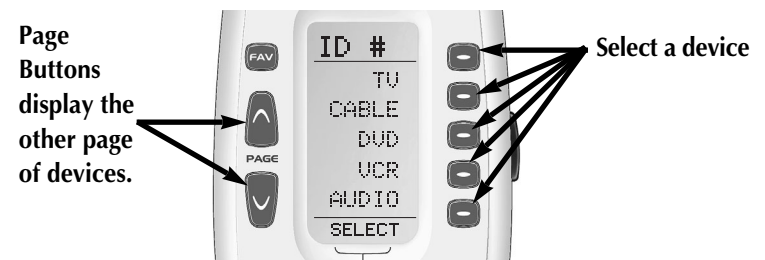 Page
Buttons
display the
other page
of devices.
FAV
PAGE
ID #
TV
CABLE
DVD
VCR
AUDIO
SELECT
Select a device